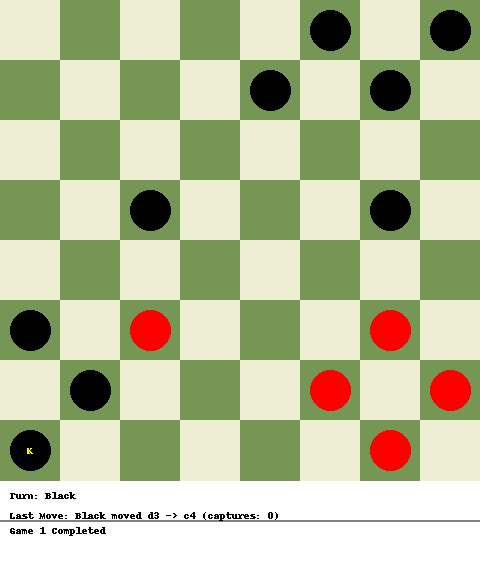 K
Turn: Black
Last Move: Black moved d3 -> c4 (captures: 0)
Game 1 Completed